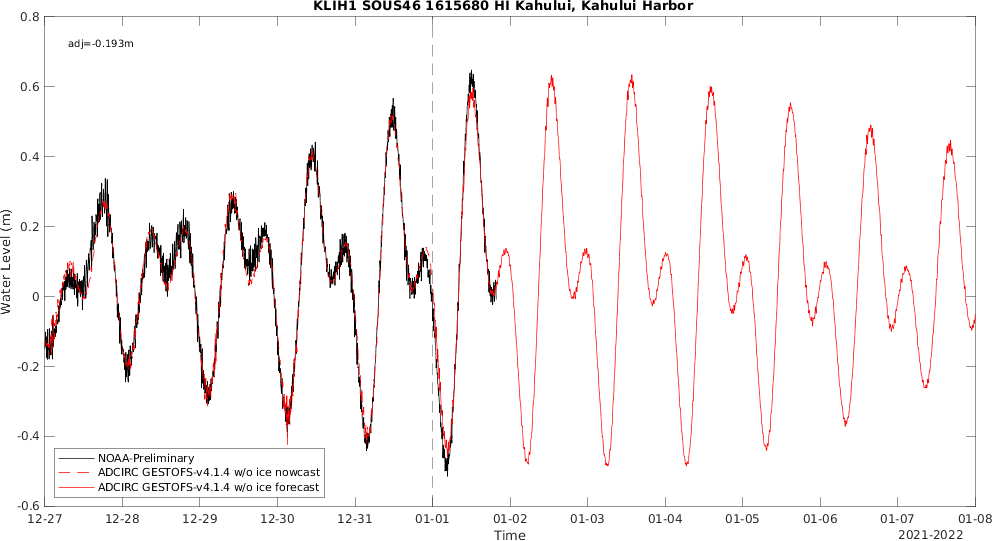 KLIH1 SOUS46 1615680 HI Kahului, Kahului Harbor
adj=-0.193m
0.8
0.6
0.4
0.2
0
-0.2
-0.4
-0.6
Water Level (m)
NOAA-Preliminary
ADCIRC GESTOFS-v4.1.4 w/o ice nowcast
ADCIRC GESTOFS-v4.1.4 w/o ice forecast
12-27 12-28 12-29 12-30 12-31 01-01 01-02 01-03 01-04 01-05 01-06 01-07 01-08
Time
2021-2022